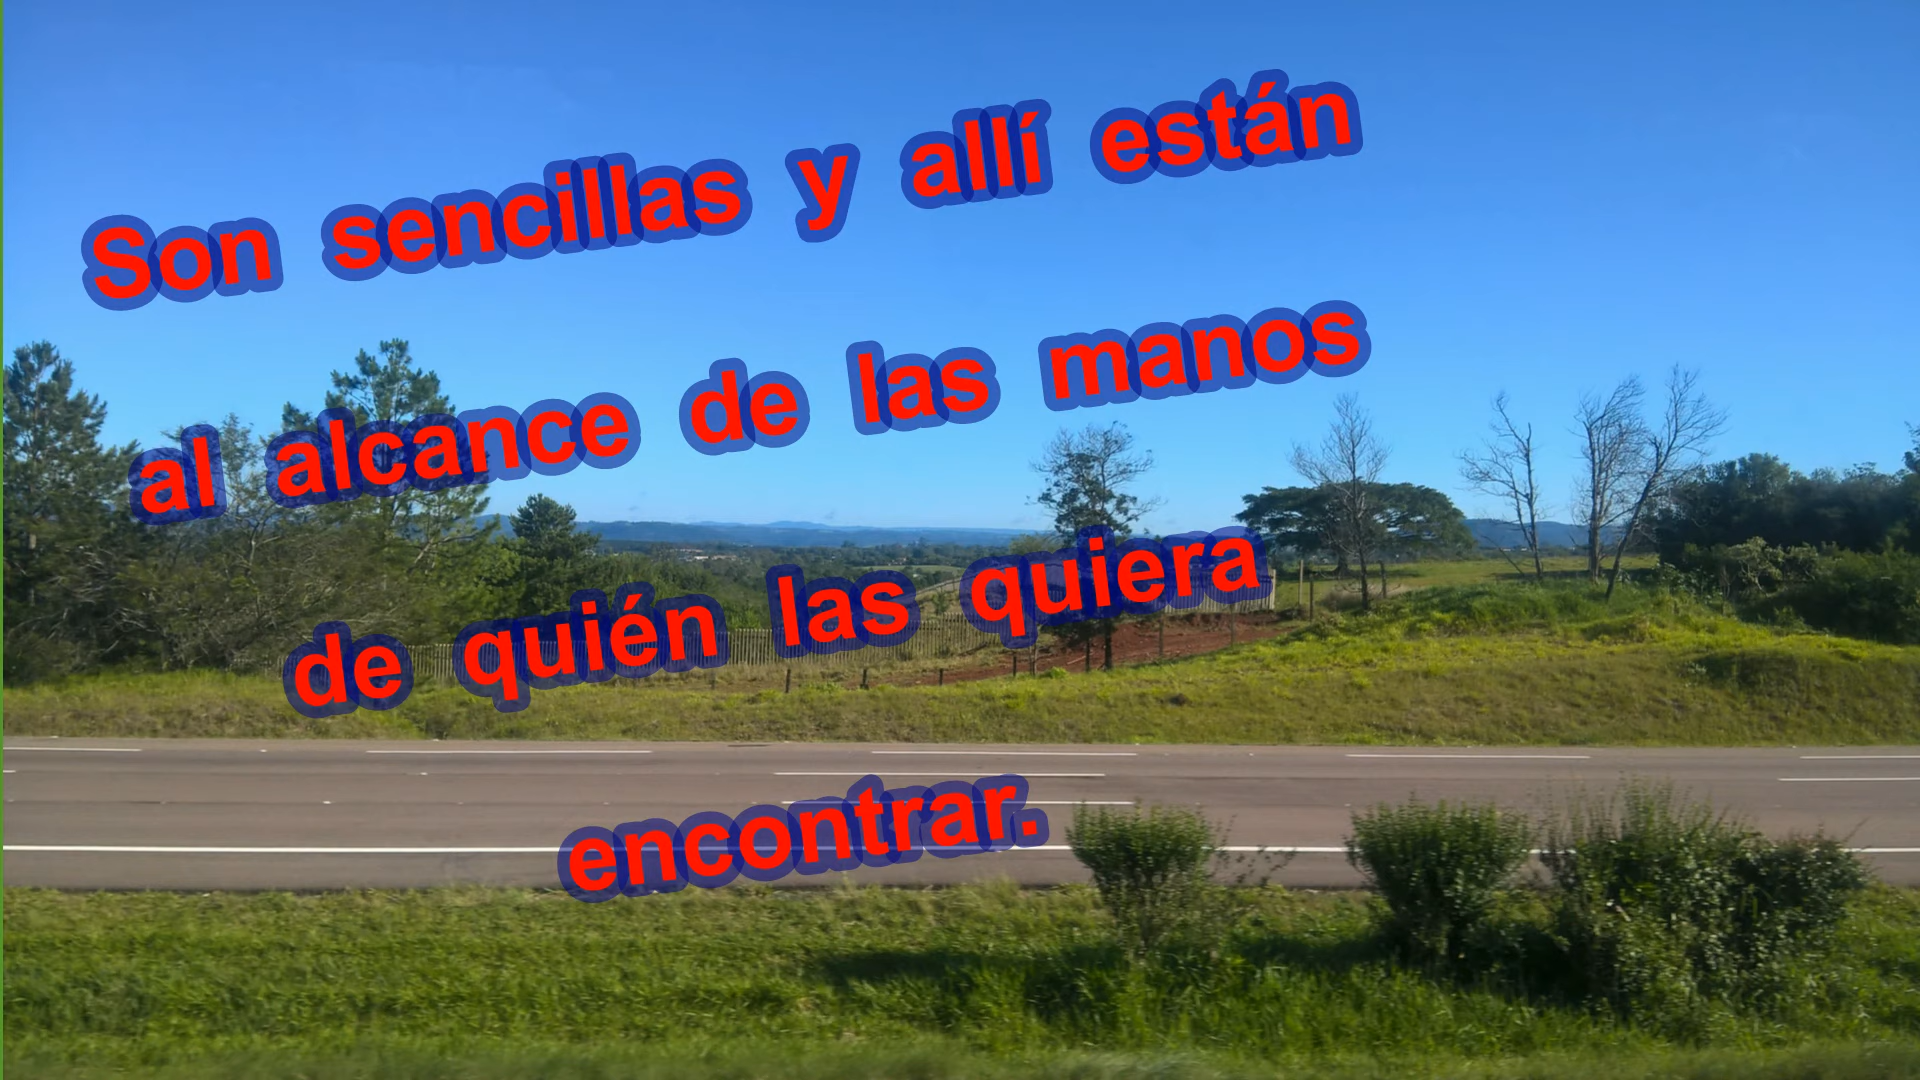 Son sencillas y allí están
al alcance de las manos
de quién las quiera
encontrar.